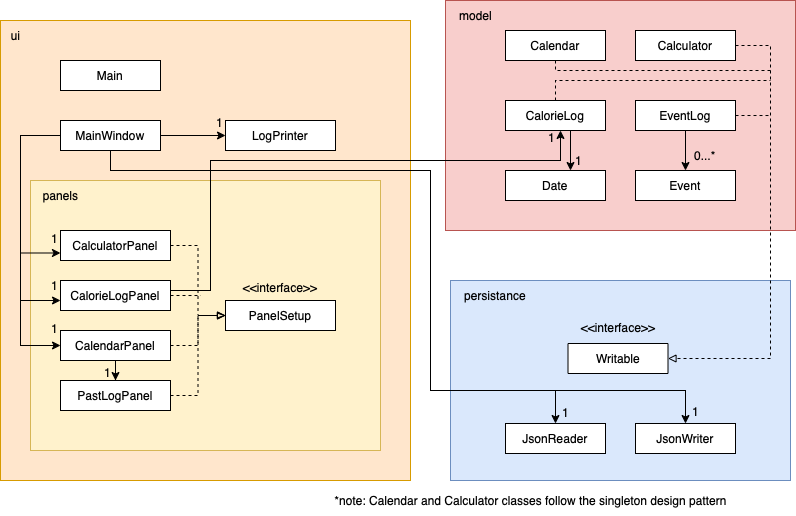 ui
Main
MainWindow
1
LogPrinter
panels
1
CalculatorPanel
1
CalorieLogPanel
<<interface>>
PanelSetup
1
CalendarPanel
1
PastLogPanel
model
Calendar
Calculator
CalorieLog
EventLog
1
1
0...*
Date
Event
persistance
<<interface>>
Writable
1
1
JsonReader
JsonWriter
*note: Calendar and Calculator classes follow the singleton design pattern